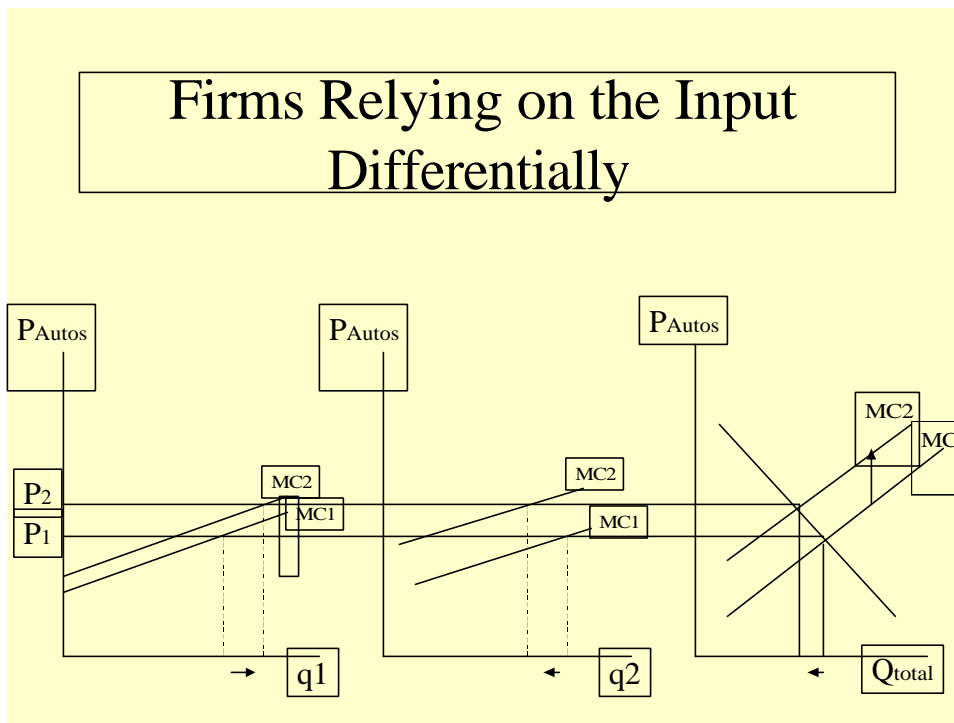 Firms Relying on the Input
Differentially
PAutos
PAutos
PAutos
MC2
MC
MC2
MC1
MC2
MC1
P2
P1
q1
q2
Qtotal